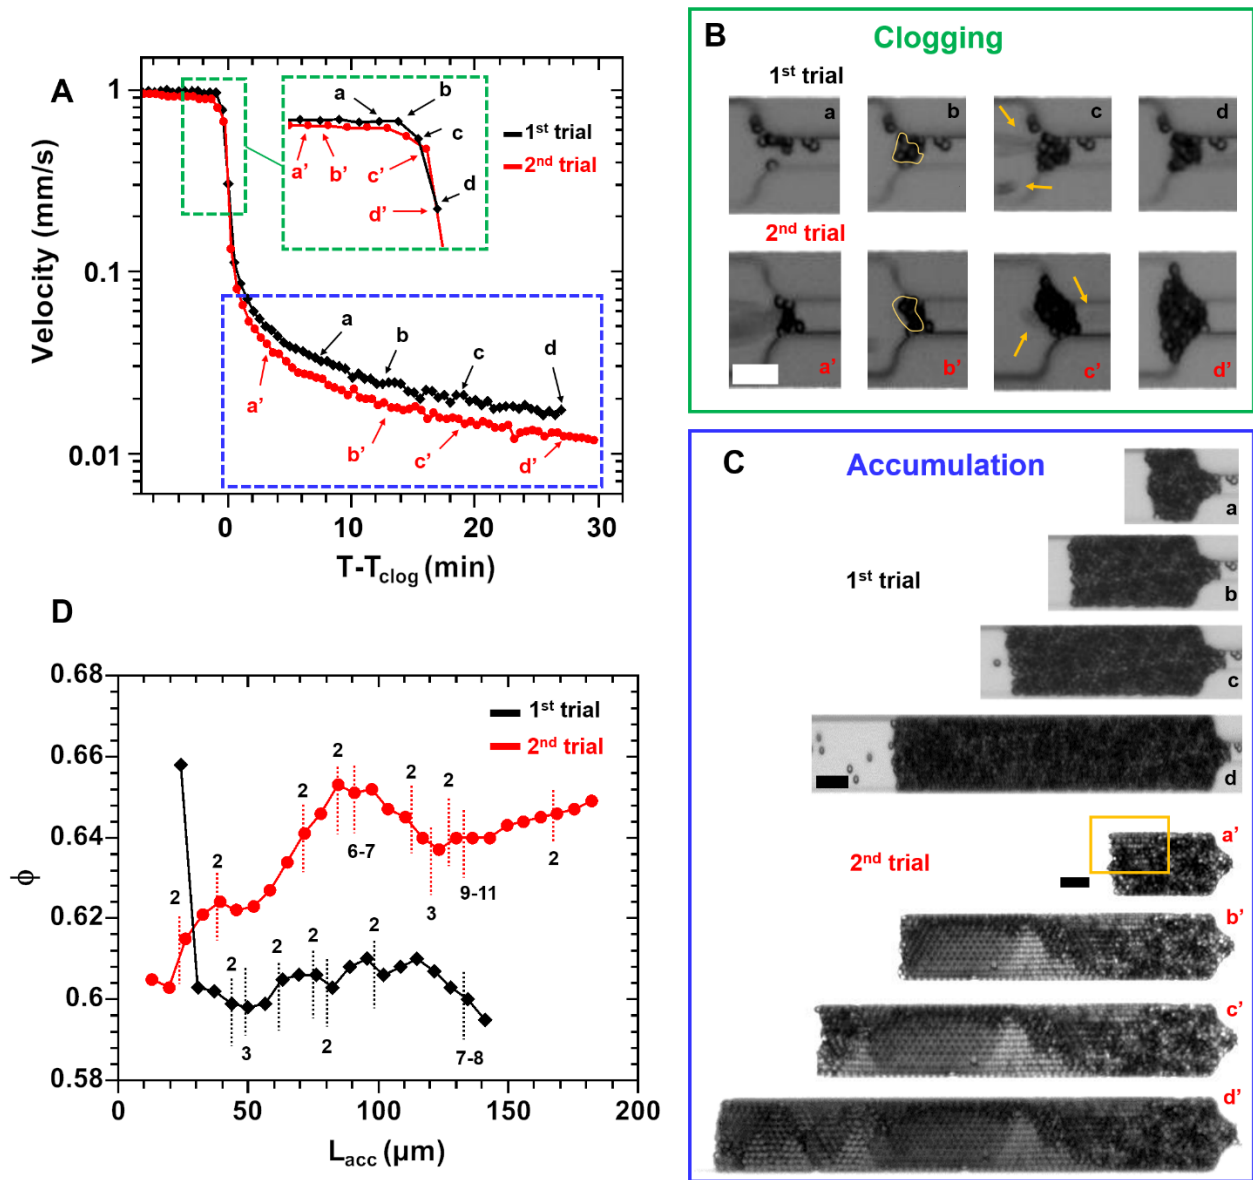 A
Velocity (mm/s)
1
0.1
0.01
a
b
c
d
a’
b’
c’
d’
1st trial
2nd trial
a
b
c
d
a’
b’
c’
d’
0
10
20
30
T-Tclog (min)
B
Clogging
1st trial
a
b
c
d
2nd trial
a’
b’
c’
d’
C
Accumulation
a
1st trial
b
c
d
2nd trial
a’
b’
c’
d’
D
ϕ
0.68
0.66
0.64
0.62
0.6
0.58
1st trial
2nd trial
2
2
2
2
6-7
2
3
2
9-11
2
2
3
2
2
2
2
7-8
0
50
100
150
200
Lacc (µm)